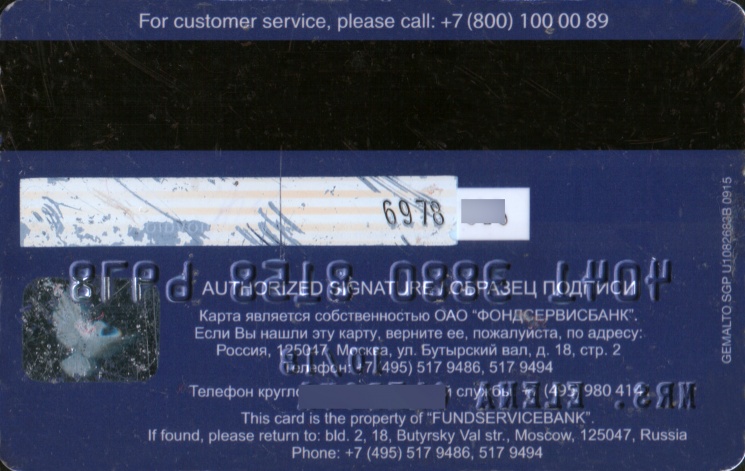 For customer service, please call: +7 (800) 100 00 89
6978
GEMALTO SGP U1082663B 0915
AUTHORIZED SIGNATURE / ОБРАЗЕЦ ПОДПИСИ
Карта является собственностью ОАО "ФОНДСЕРВИСБАНК".
Если Вы нашли эту карту, верните ее, пожалуйста, по адресу:
Россия, 125047, Москва, ул. Бутырский вал, д. 18, стр. 2
Телефон: +7 (495) 517 9486, 517 9494
Телефон службы
This card is the property of "FUNDSERVICEBANK".
If found, please return to: bld. 2, 18, Butyrsky Val str., Moscow, 125047, Russia
Phone: +7 (495) 517 9486, 517 9494